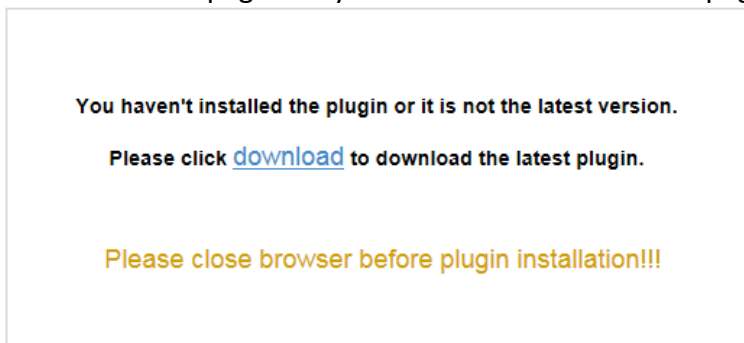 You haven't installed the plugin or it is not the latest version.
Please click download to download the latest plugin.
Please close browser before plugin installation!!!